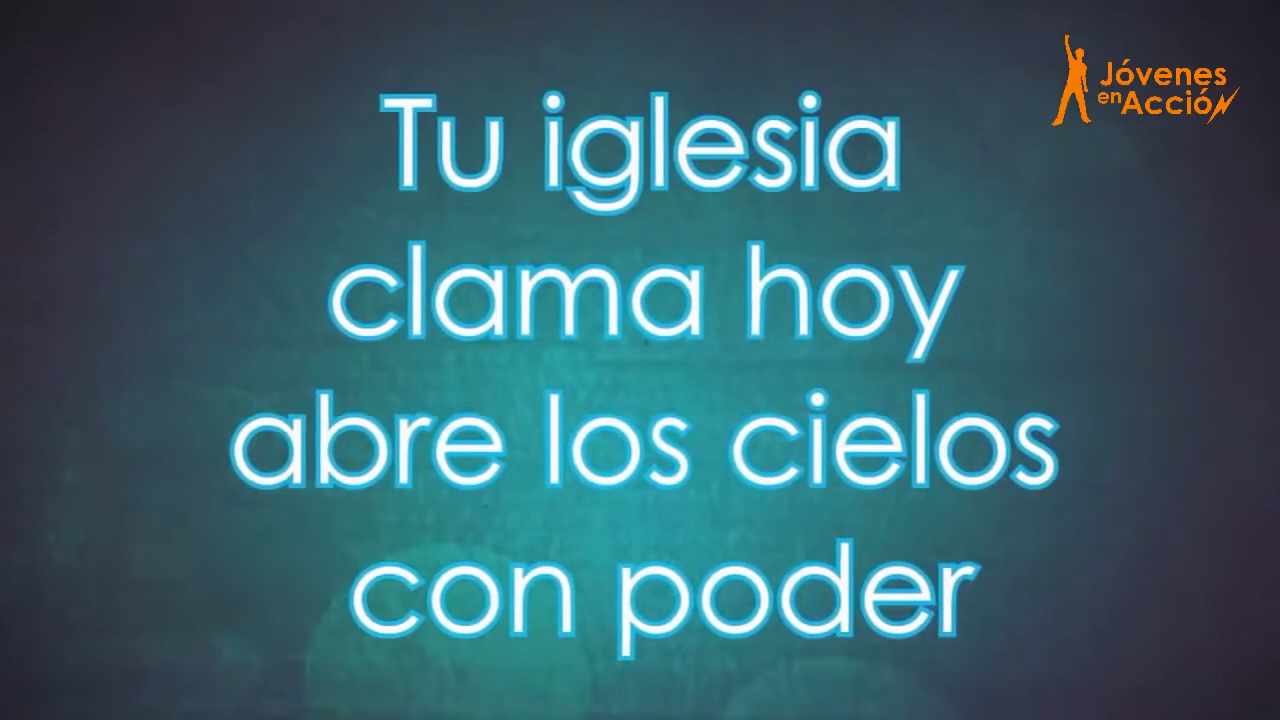 Jóvenes
en Acción
Tu iglesia
clama hoy
abre los cielos
con poder